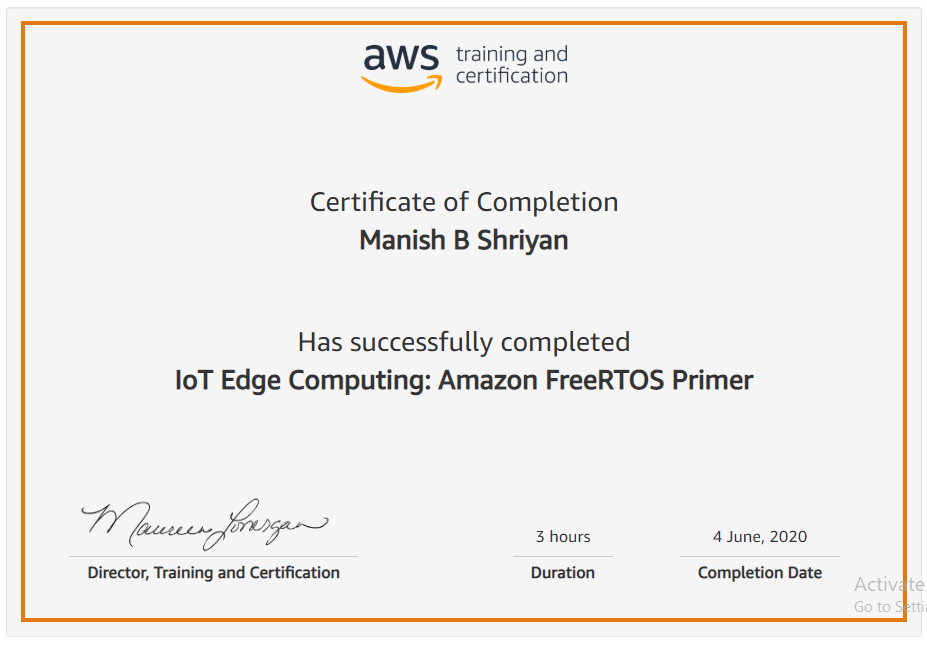 aws training and
certification
Certificate of Completion
Manish B Shriyan
Has successfully completed
IoT Edge Computing: Amazon FreeRTOS Primer
Maureen Lonergan
3 hours
4 June, 2020
Director, Training and Certification
Duration
Completion Date
Activate
Go to Setti